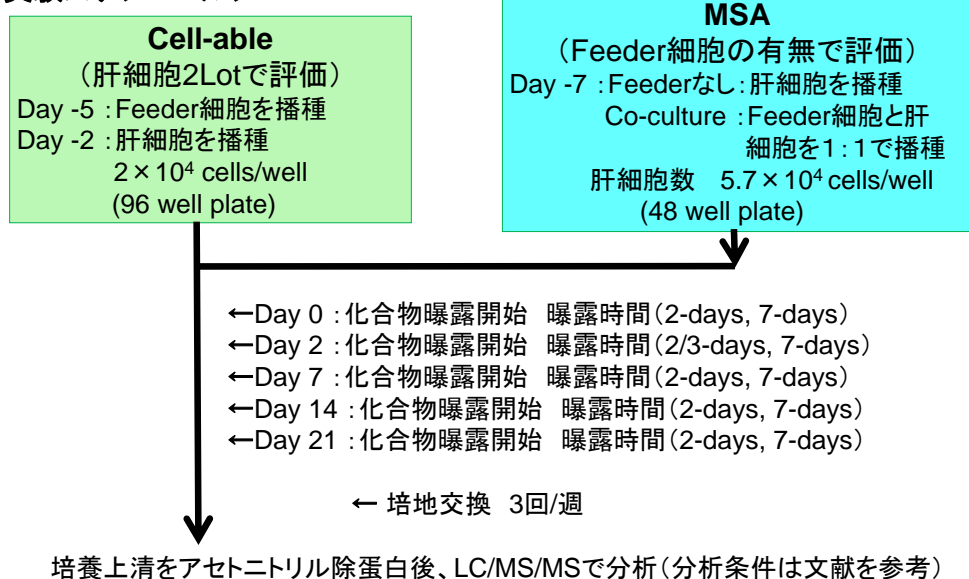 Cell-able
（肝細胞2Lotで評価）
Day -5：Feeder細胞を播種
Day -2：肝細胞を播種
2×10⁴ cells/well
(96 well plate)
MSA
（Feeder細胞の有無で評価）
Day -7：Feederなし：肝細胞を播種
Co-culture：Feeder細胞と肝
細胞を1：1で播種
肝細胞数 5.7×10⁴ cells/well
(48 well plate)
←Day 0：化合物曝露開始 曝露時間（2-days, 7-days）
←Day 2：化合物曝露開始 曝露時間（2/3-days, 7-days）
←Day 7：化合物曝露開始 曝露時間（2-days, 7-days）
←Day 14：化合物曝露開始 曝露時間（2-days, 7-days）
←Day 21：化合物曝露開始 曝露時間（2-days, 7-days）
← 培地交換 3回/週
培養上清をアセトニトリル除蛋白後、LC/MS/MSで分析（分析条件は文献を参考）